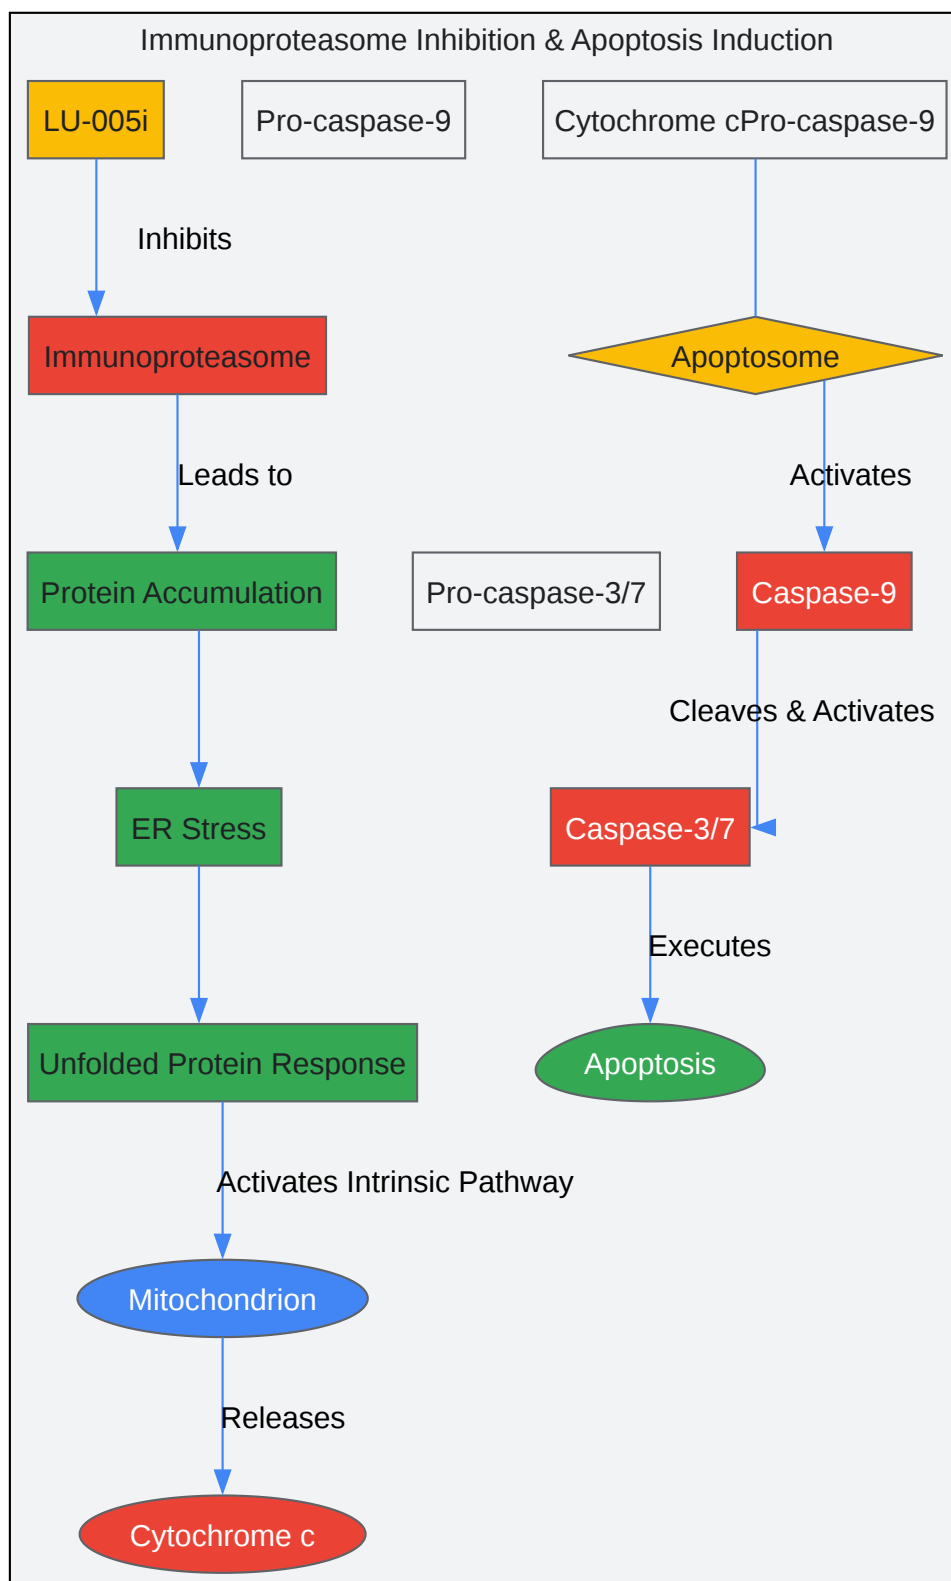 Immunoproteasome Inhibition & Apoptosis Induction
LU-005i
Pro-caspase-9
Cytochrome cPro-caspase-9
Inhibits
Immunoproteasome
Apoptosome
Leads to
Activates
Protein Accumulation
Pro-caspase-3/7
Caspase-9
Cleaves & Activates
ER Stress
Caspase-3/7
Executes
Unfolded Protein Response
Apoptosis
Activates Intrinsic Pathway
Mitochondrion
Releases
Cytochrome c